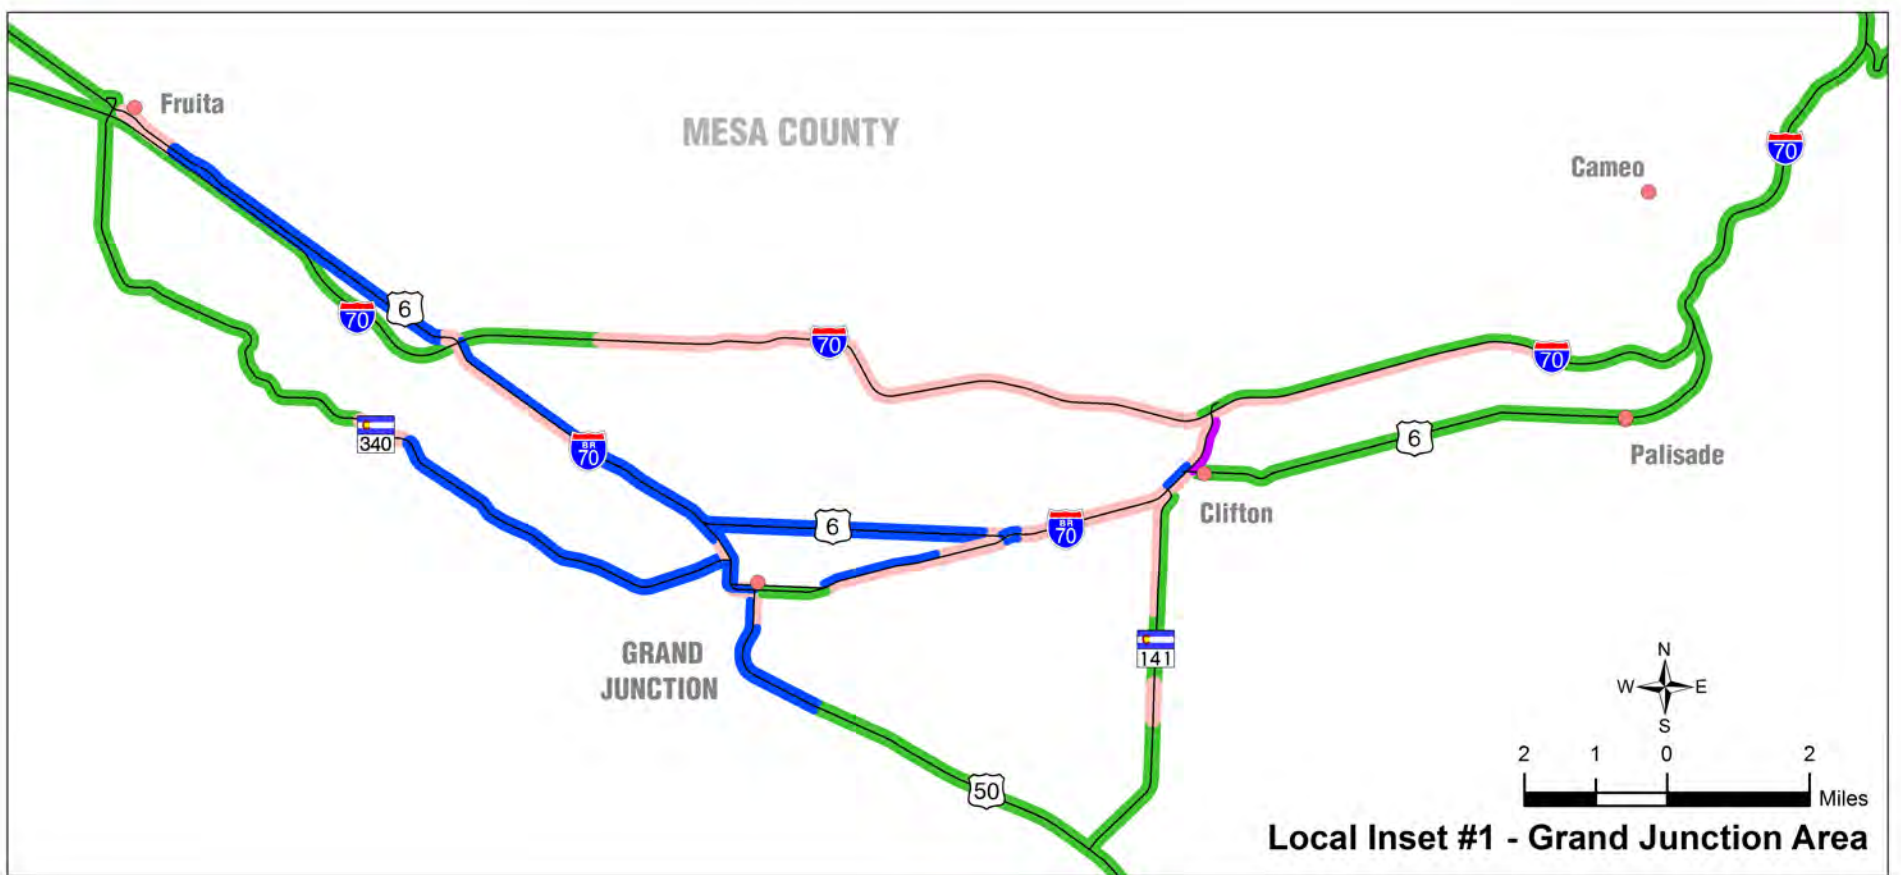 Fruita
MESA COUNTY
70
Cameo
6
70
70
70
340
6
BR
70
Palisade
6
BR
70
Clifton
GRAND
JUNCTION
141
N
W E
S
50
2 1 0 2
Miles
Local Inset #1 - Grand Junction Area